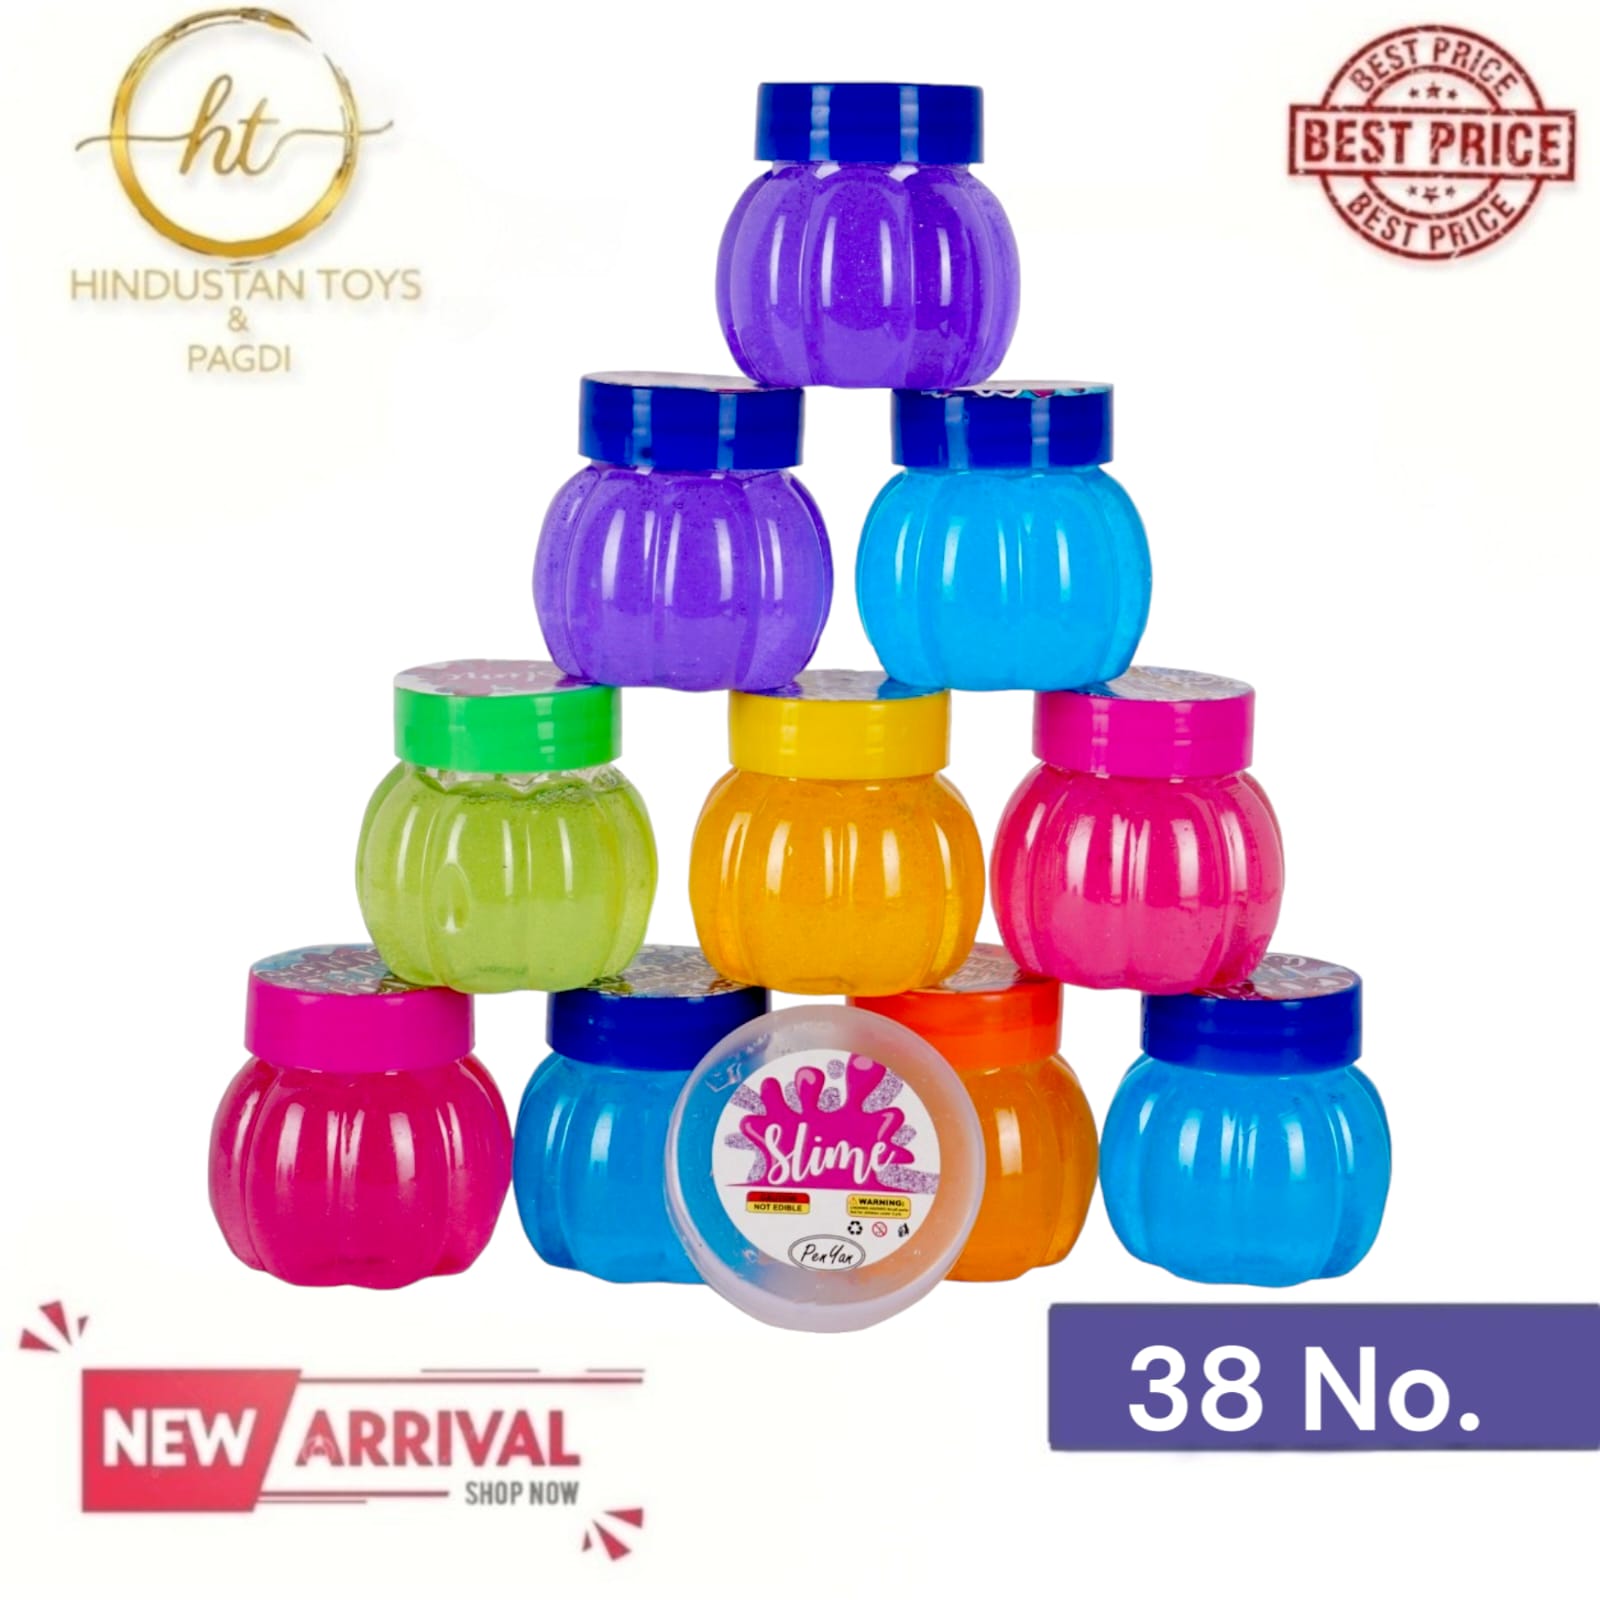 ht
HINDUSTAN TOYS
&
PAGDI
BEST PRICE
BEST PRICE
BEST PRICE
Slime
NOT EDIBLE
WARNING:
PenYan
NEW ARRIVAL
SHOP NOW
38 No.